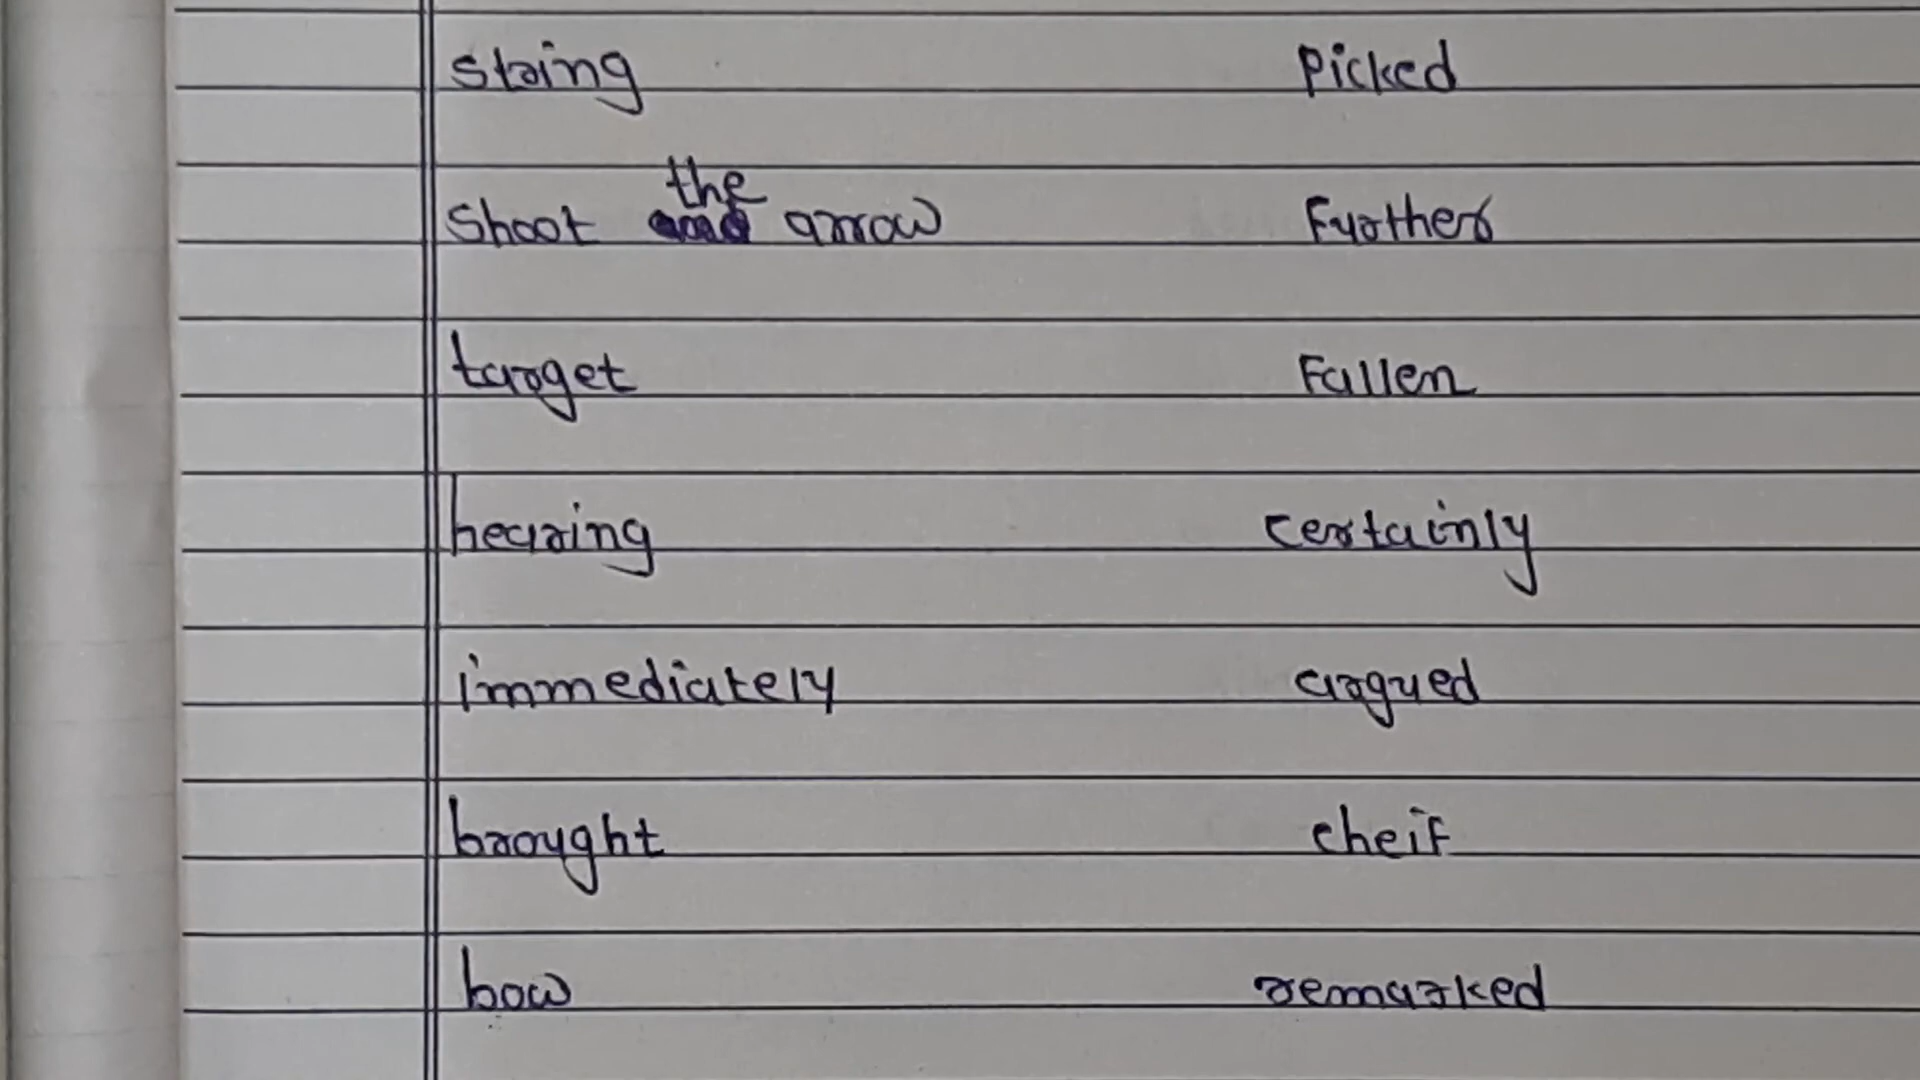 string Picked
Shoot the arrow Further
target Fallen
hearing certainly
immediately argued
brought cheif
bow remarked